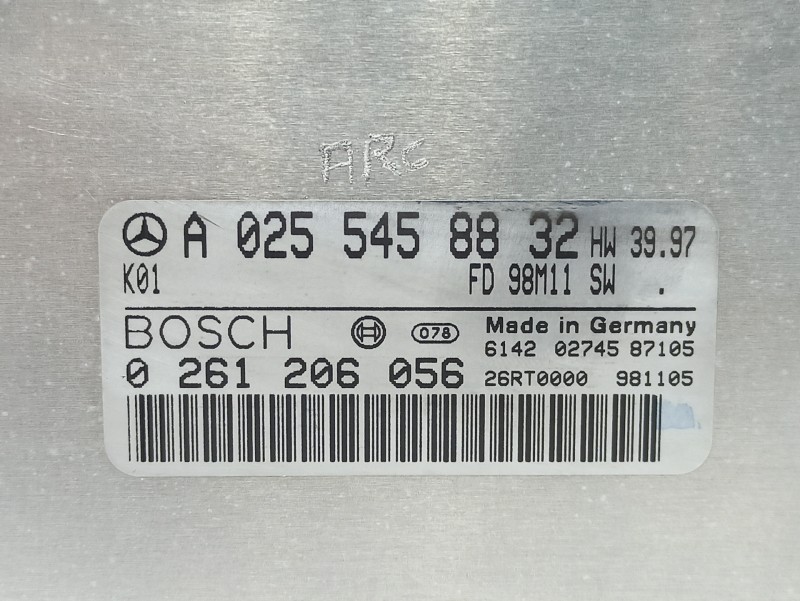 ARC
A 025 545 88 32 HW 39.97
K01 FD 98M11 SW .
BOSCH 078 Made in Germany
6142 02745 87105
0 261 206 056 26RT0000 981105